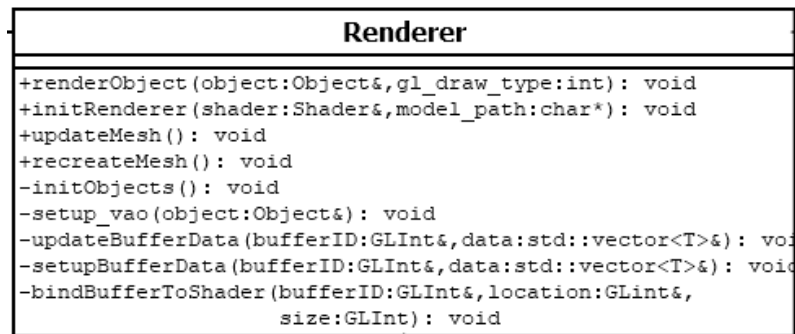 Renderer
+renderObject(object:Object&,gl_draw_type:int): void
+initRenderer(shader:Shader&,model_path:char*): void
+updateMesh(): void
+recreateMesh(): void
-initObjects(): void
-setup_vao(object:Object&): void
-updateBufferData(bufferID:GLInt&,data:std::vector<T>&): voi
-setupBufferData(bufferID:GLInt&,data:std::vector<T>&): void
-bindBufferToShader(bufferID:GLInt&,location:GLint&,
size:GLInt): void